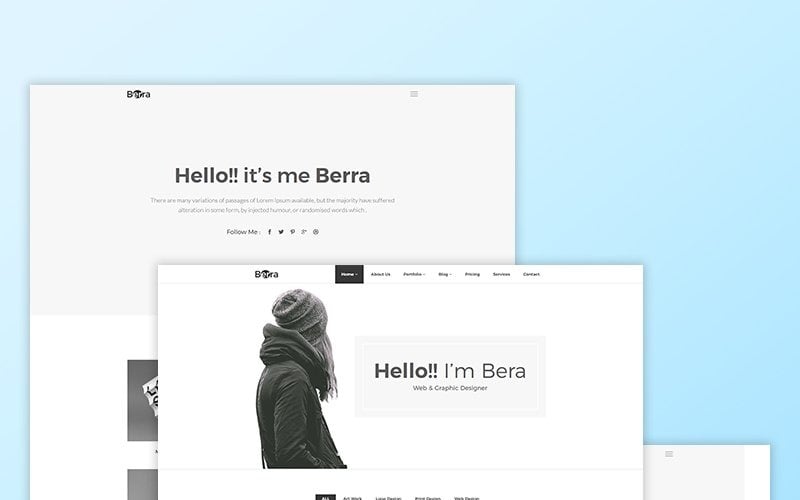 Berra
Hello!! it's me Berra
There are many variations of passages of Lorem Ipsum available, but the majority have suffered
alteration in some form, by injected humour, or randomised words which .
Follow Me :
Berra
Home
About Us
Portfolio
Blog
Pricing
Services
Contact
Hello!! I'm Bera
Web & Graphic Designer
ALL
Art Work
Logo Design
Print Design
Web Design